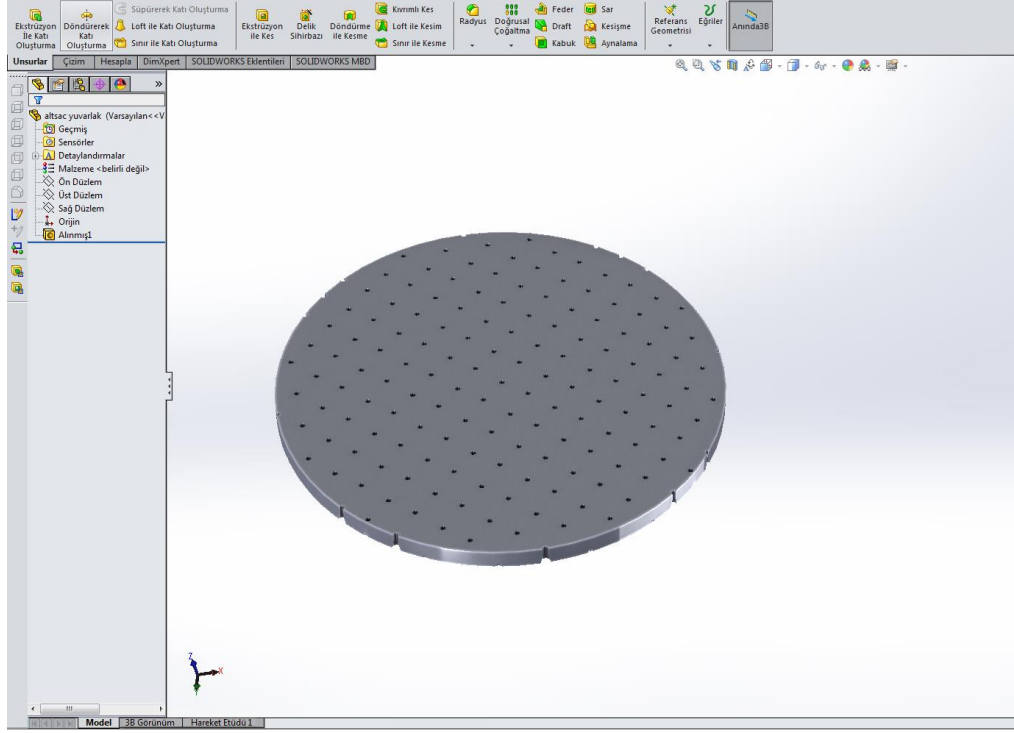 Ekstrüzyon İle Katı Oluşturma
Döndürerek Katı Oluşturma
Süpürerek Katı Oluşturma
Loft ile Katı Oluşturma
Sınır ile Katı Oluşturma
Ekstrüzyon ile Kes
Delik Sihirbazı
Döndürme ile Kesme
Kıvrımlı Kes
Loft ile Kesim
Sınır ile Kesme
Radyus
Doğrusal Çoğaltma
Feder
Draft
Kabuk
Sar
Kesişme
Aynalama
Referans Geometrisi
Eğriler
Anında3B
Unsurlar Çizim Hesapla DimXpert SOLIDWORKS Eklentileri SOLIDWORKS MBD
altsac yuvarlak (Varsayılan<<V
Geçmiş
Sensörler
Detaylandırmalar
Malzeme <belirli değil>
Ön Düzlem
Üst Düzlem
Sağ Düzlem
Orijin
Alınmış1
Z
X
Y
Model 3B Görünüm Hareket Etüdü 1